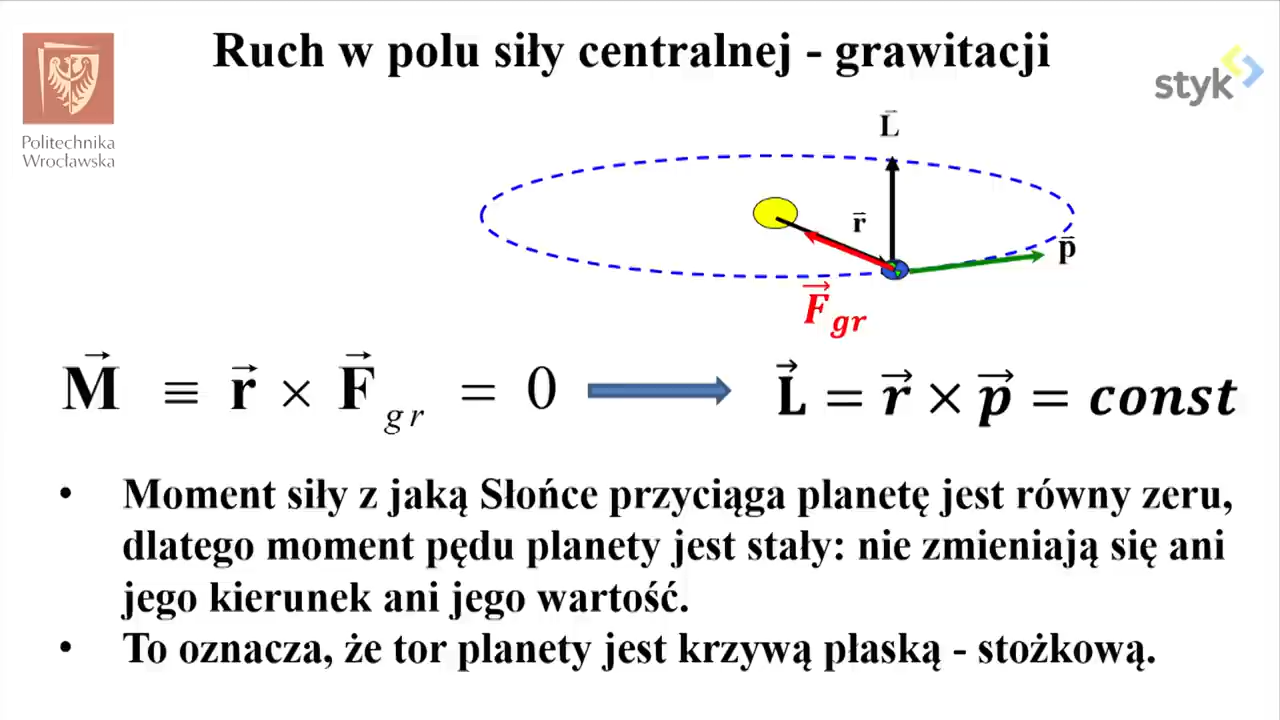 Ruch w polu siły centralnej - grawitacji
Politechnika
Wrocławska
styk
L⃗
r⃗
p⃗
F⃗gr
M⃗ ≡ r⃗ × F⃗gr = 0
L⃗ = r⃗ × p⃗ = const
• Moment siły z jaką Słońce przyciąga planetę jest równy zeru,
dlatego moment pędu planety jest stały: nie zmieniają się ani
jego kierunek ani jego wartość.
• To oznacza, że tor planety jest krzywą płaską - stożkową.